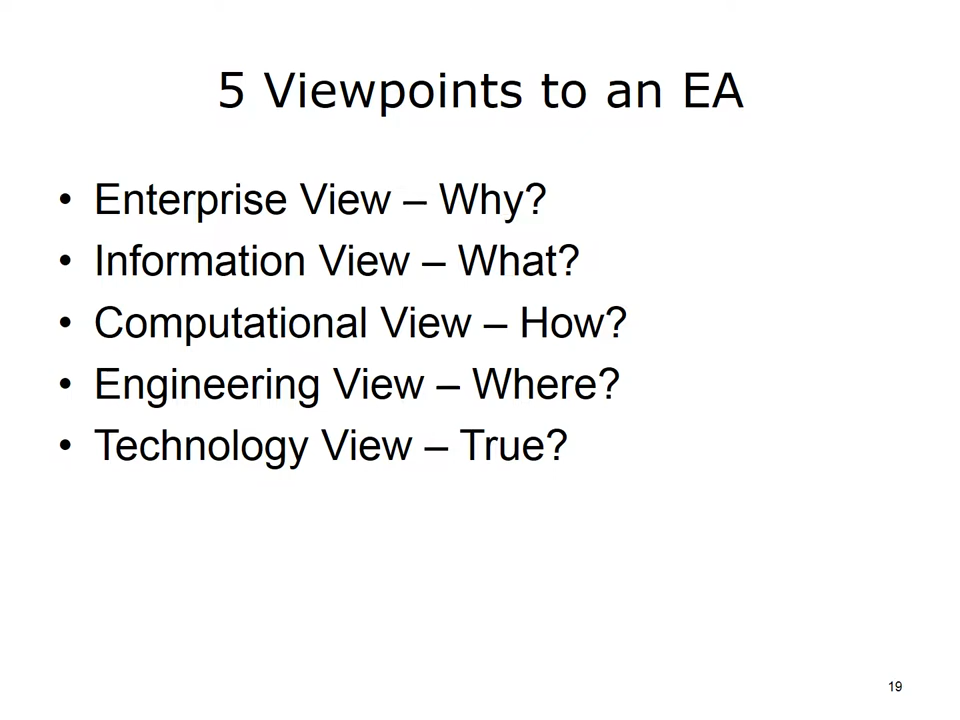 5 Viewpoints to an EA
• Enterprise View – Why?
• Information View – What?
• Computational View – How?
• Engineering View – Where?
• Technology View – True?
19